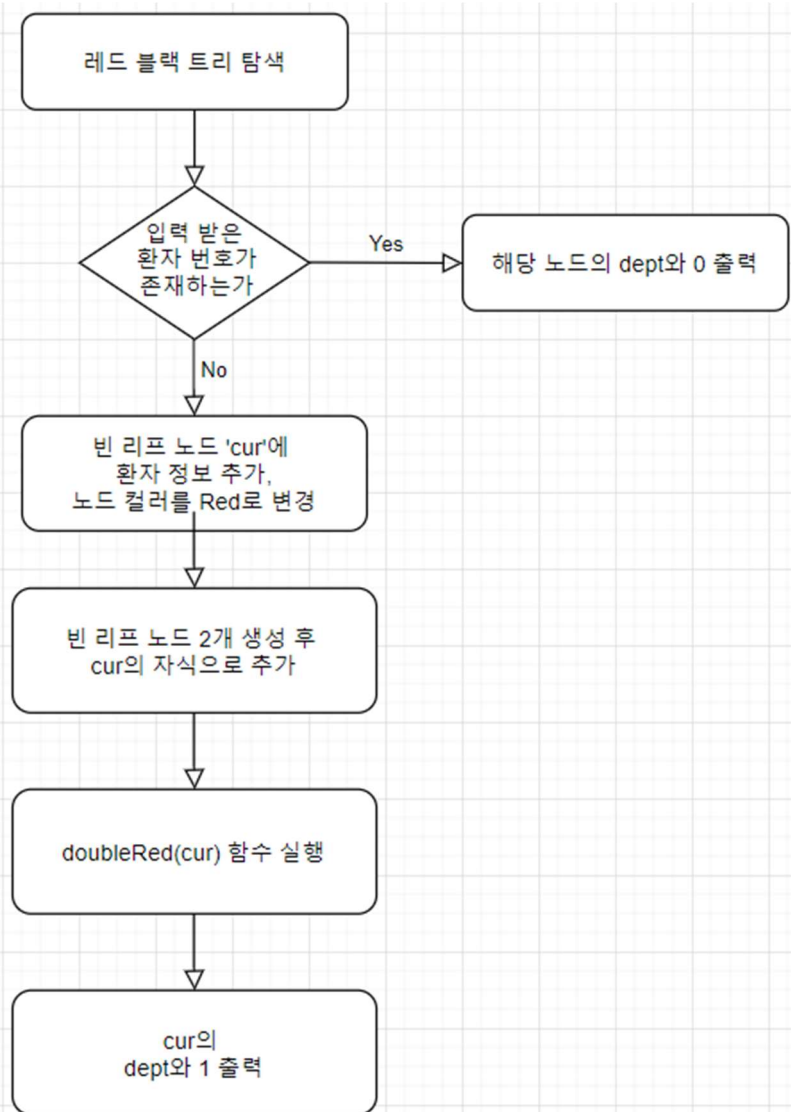 레드 블랙 트리 탐색
입력 받은
환자 번호가
존재하는가
Yes
해당 노드의 dept와 0 출력
No
빈 리프 노드 'cur'에
환자 정보 추가,
노드 컬러를 Red로 변경
빈 리프 노드 2개 생성 후
cur의 자식으로 추가
doubleRed(cur) 함수 실행
cur의
dept와 1 출력